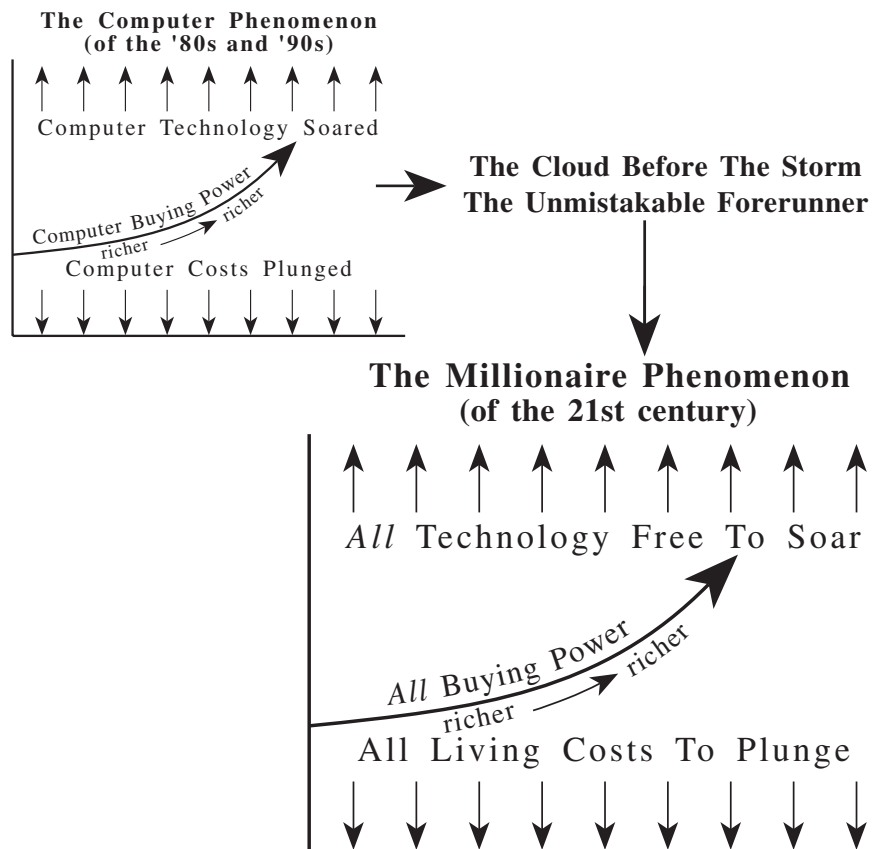 The Computer Phenomenon
(of the '80s and '90s)
Computer Technology Soared
Computer Buying Power
richer richer
Computer Costs Plunged
The Cloud Before The Storm
The Unmistakable Forerunner
The Millionaire Phenomenon
(of the 21st century)
All Technology Free To Soar
All Buying Power
richer richer
All Living Costs To Plunge